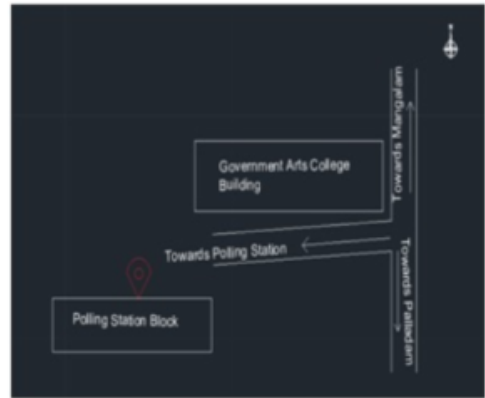 Towards Mangalam
Government Arts College
Building
Towards Polling Station
Towards Palladam
Polling Station Block